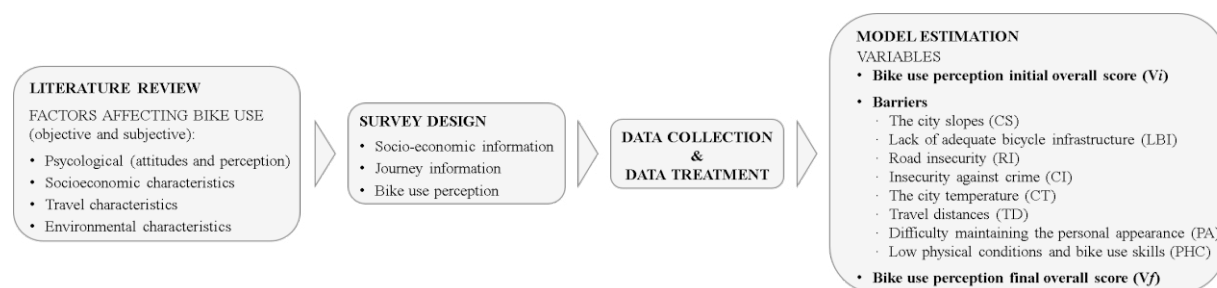 LITERATURE REVIEW
FACTORS AFFECTING BIKE USE
(objective and subjective):
• Psycological (attitudes and perception)
• Socioeconomic characteristics
• Travel characteristics
• Environmental characteristics
SURVEY DESIGN
• Socio-economic information
• Journey information
• Bike use perception
DATA COLLECTION
&
DATA TREATMENT
MODEL ESTIMATION
VARIABLES
• Bike use perception initial overall score (Vi)
• Barriers
· The city slopes (CS)
· Lack of adequate bicycle infrastructure (LBI)
· Road insecurity (RI)
· Insecurity against crime (CI)
· The city temperature (CT)
· Travel distances (TD)
· Difficulty maintaining the personal appearance (PA)
· Low physical conditions and bike use skills (PHC)
• Bike use perception final overall score (Vf)